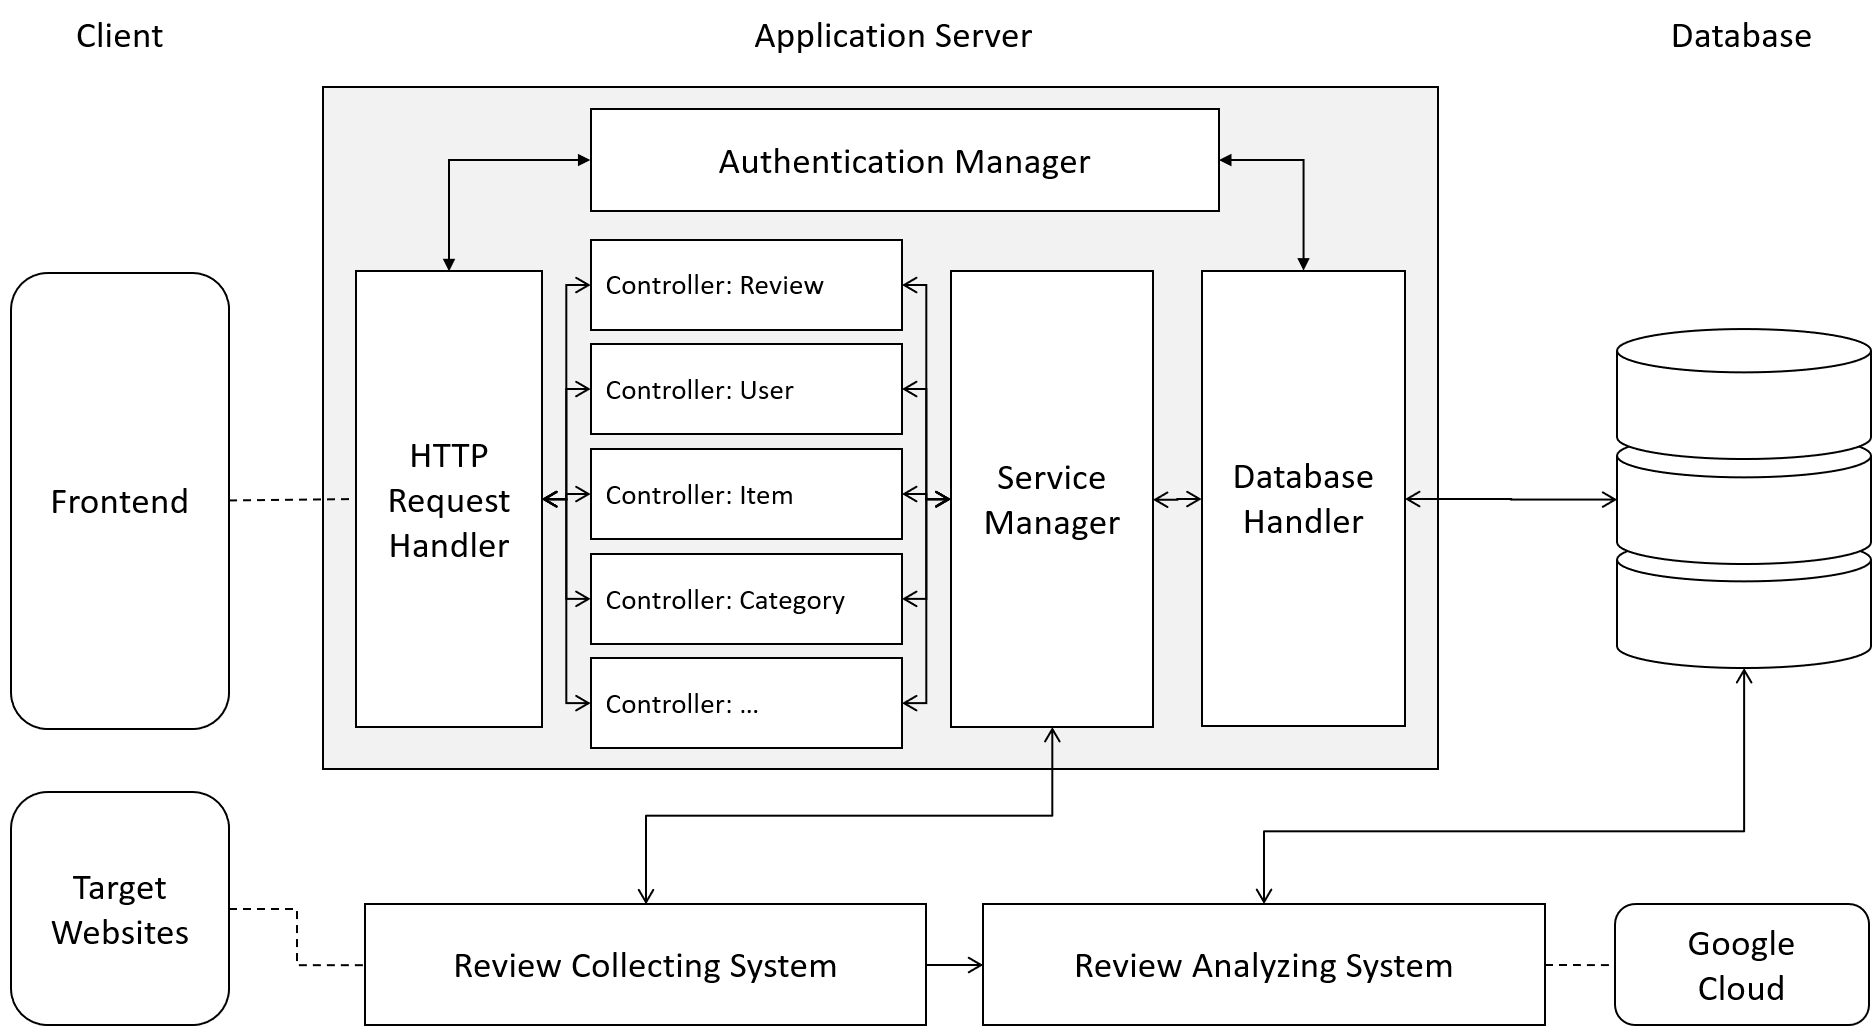 Client
Application Server
Database
Authentication Manager
Controller: Review
Controller: User
Controller: Item
Controller: Category
Controller: ...
Frontend
HTTP
Request
Handler
Service
Manager
Database
Handler
Target
Websites
Review Collecting System
Review Analyzing System
Google
Cloud